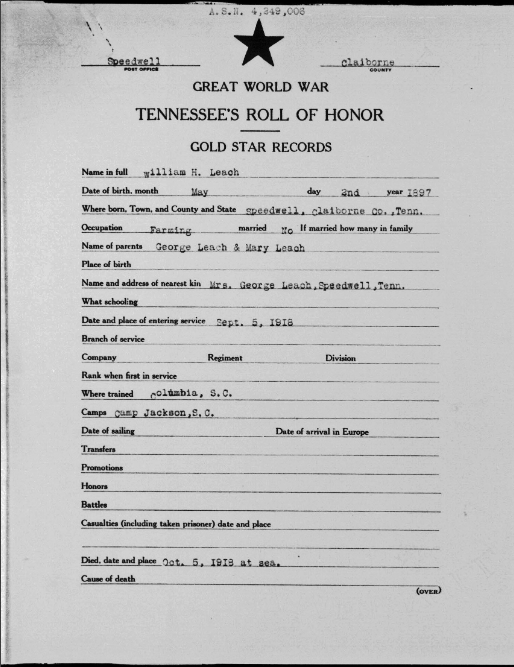 A.S.N. 4,249,008
Speedwell Claiborne
POST OFFICE COUNTY
GREAT WORLD WAR
TENNESSEE'S ROLL OF HONOR
GOLD STAR RECORDS
Name in full William H. Leach
Date of birth, month May day 2nd year 1897
Where born, Town, and County and State Speedwell, Claiborne Co.,Tenn.
Occupation Farming married No If married how many in family
Name of parents George Leach & Mary Leach
Place of birth
Name and address of nearest kin Mrs. George Leach,Speedwell,Tenn.
What schooling
Date and place of entering service Sept. 5, 1918
Branch of service
Company Regiment Division
Rank when first in service
Where trained Columbia, S.C.
Camps Camp Jackson,S.C.
Date of sailing Date of arrival in Europe
Transfers
Promotions
Honors
Battles
Casualties (including taken prisoner) date and place
Died, date and place Oct. 5, 1918 at sea.
Cause of death
(OVER)